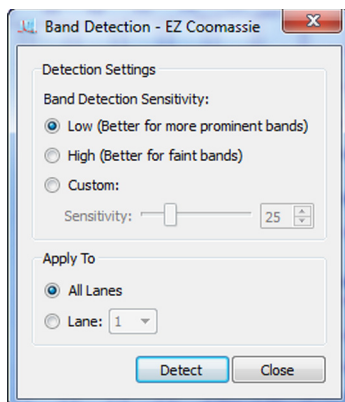 Band Detection - EZ Coomassie
Detection Settings
Band Detection Sensitivity:
Low (Better for more prominent bands)
High (Better for faint bands)
Custom:
Sensitivity: 25
Apply To
All Lanes
Lane: 1
Detect Close